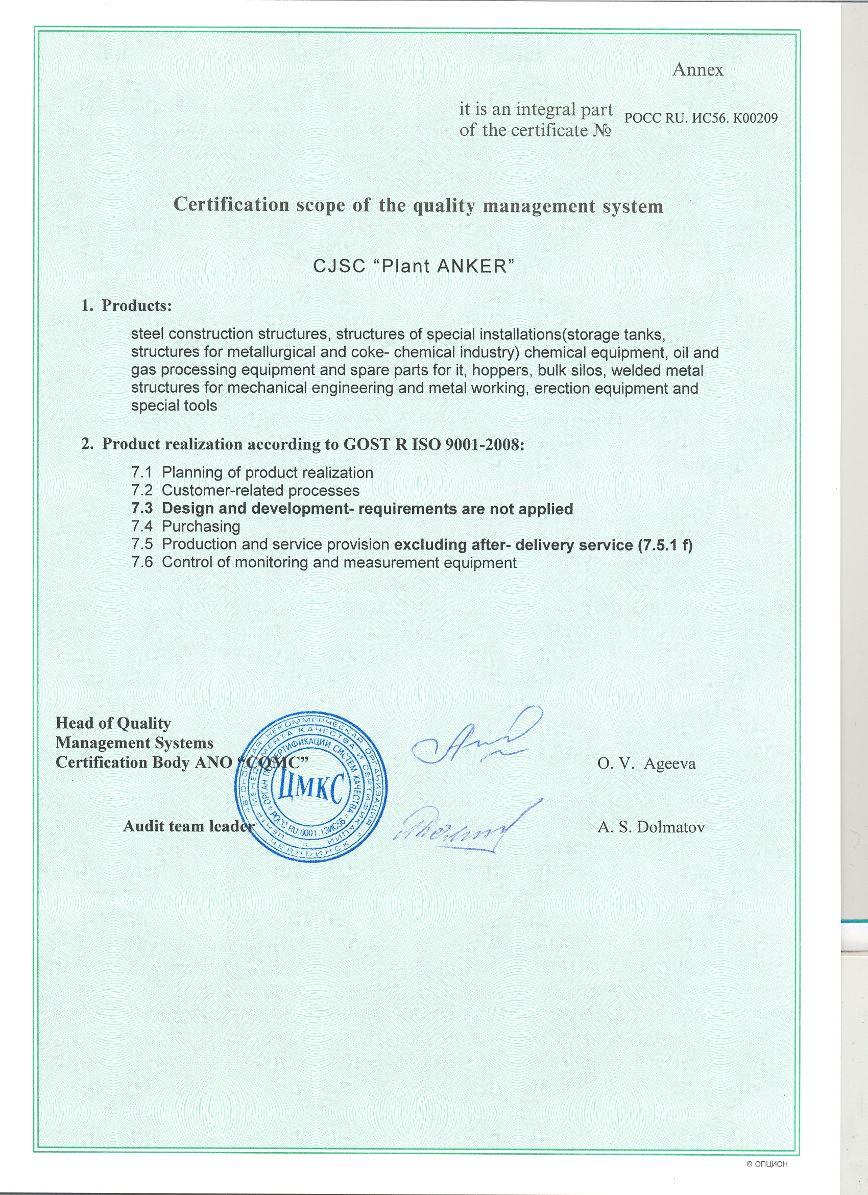 Annex
it is an integral part
of the certificate №
РОСС RU. ИС56. К00209
Certification scope of the quality management system
CJSC “Plant ANKER”
1. Products:
steel construction structures, structures of special installations(storage tanks,
structures for metallurgical and coke- chemical industry) chemical equipment, oil and
gas processing equipment and spare parts for it, hoppers, bulk silos, welded metal
structures for mechanical engineering and metal working, erection equipment and
special tools
2. Product realization according to GOST R ISO 9001-2008:
7.1 Planning of product realization
7.2 Customer-related processes
7.3 Design and development- requirements are not applied
7.4 Purchasing
7.5 Production and service provision excluding after- delivery service (7.5.1 f)
7.6 Control of monitoring and measurement equipment
Head of Quality
Management Systems
Certification Body ANO “CQMC”
O. V. Ageeva
ЦМКС
РОСС RU.0001.13ИС56
Audit team leader
A. S. Dolmatov
© ОПЦИОН